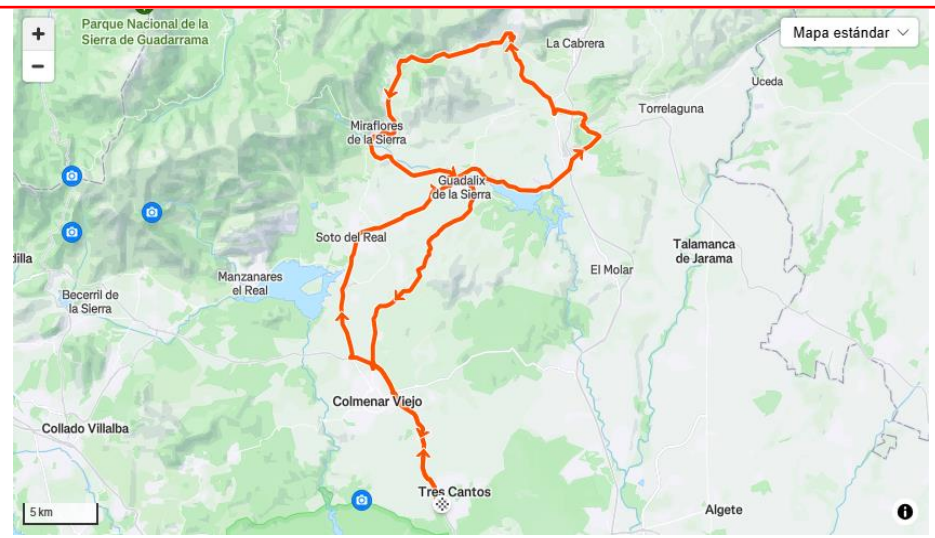 Parque Nacional de la
Sierra de Guadarrama
+
−
Mapa estándar
La Cabrera
Uceda
Torrelaguna
Miraflores
de la Sierra
Guadalix
de la Sierra
Soto del Real
Talamanca
de Jarama
dilla
Manzanares
el Real
El Molar
Becerril de
la Sierra
Colmenar Viejo
Collado Villalba
Tres Cantos
5 km
Algete
i